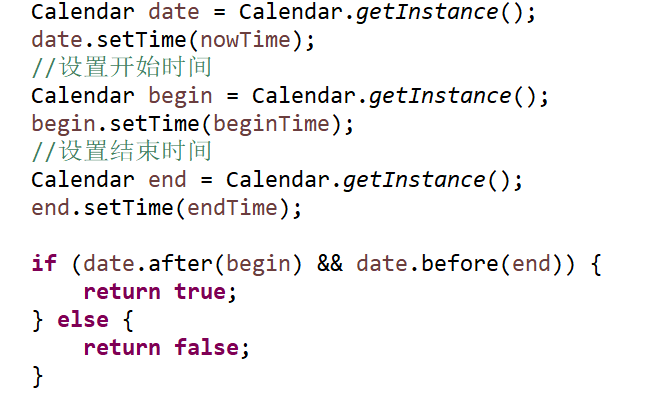 Calendar date = Calendar.getInstance();
date.setTime(nowTime);
//设置开始时间
Calendar begin = Calendar.getInstance();
begin.setTime(beginTime);
//设置结束时间
Calendar end = Calendar.getInstance();
end.setTime(endTime);

if (date.after(begin) && date.before(end)) {
    return true;
} else {
    return false;
}